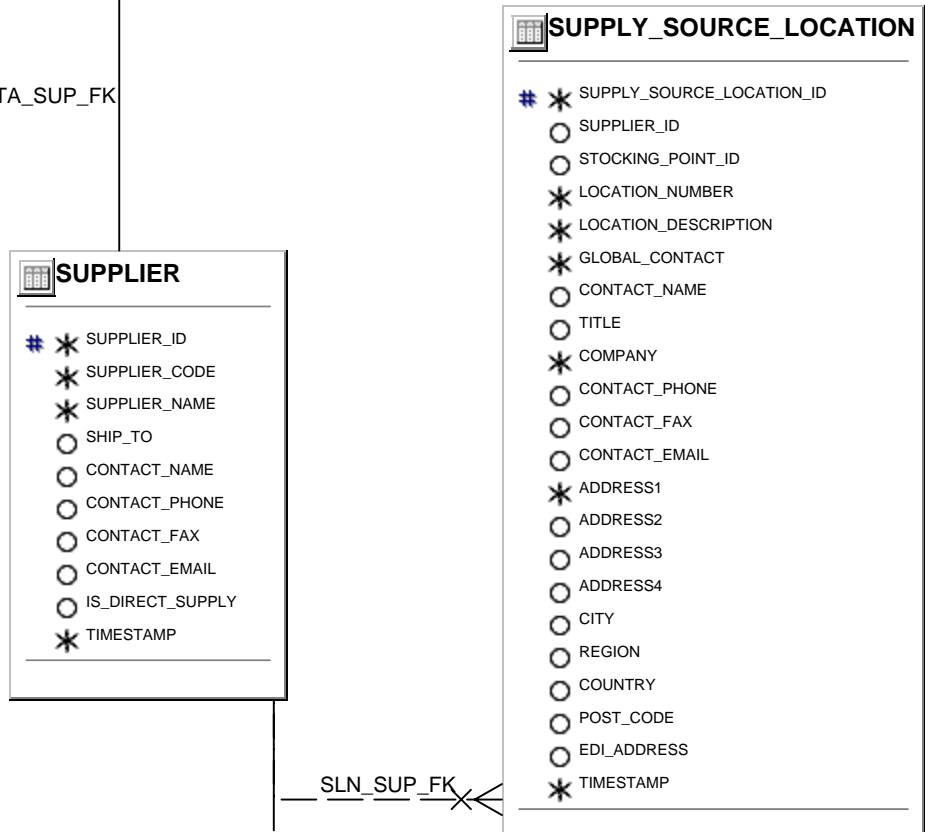 TA_SUP_FK
SUPPLIER
# * SUPPLIER_ID
* SUPPLIER_CODE
* SUPPLIER_NAME
SHIP_TO
CONTACT_NAME
CONTACT_PHONE
CONTACT_FAX
CONTACT_EMAIL
IS_DIRECT_SUPPLY
* TIMESTAMP
SLN_SUP_FK
SUPPLY_SOURCE_LOCATION
# * SUPPLY_SOURCE_LOCATION_ID
SUPPLIER_ID
STOCKING_POINT_ID
* LOCATION_NUMBER
* LOCATION_DESCRIPTION
* GLOBAL_CONTACT
CONTACT_NAME
TITLE
* COMPANY
CONTACT_PHONE
CONTACT_FAX
CONTACT_EMAIL
* ADDRESS1
ADDRESS2
ADDRESS3
ADDRESS4
CITY
REGION
COUNTRY
POST_CODE
EDI_ADDRESS
* TIMESTAMP